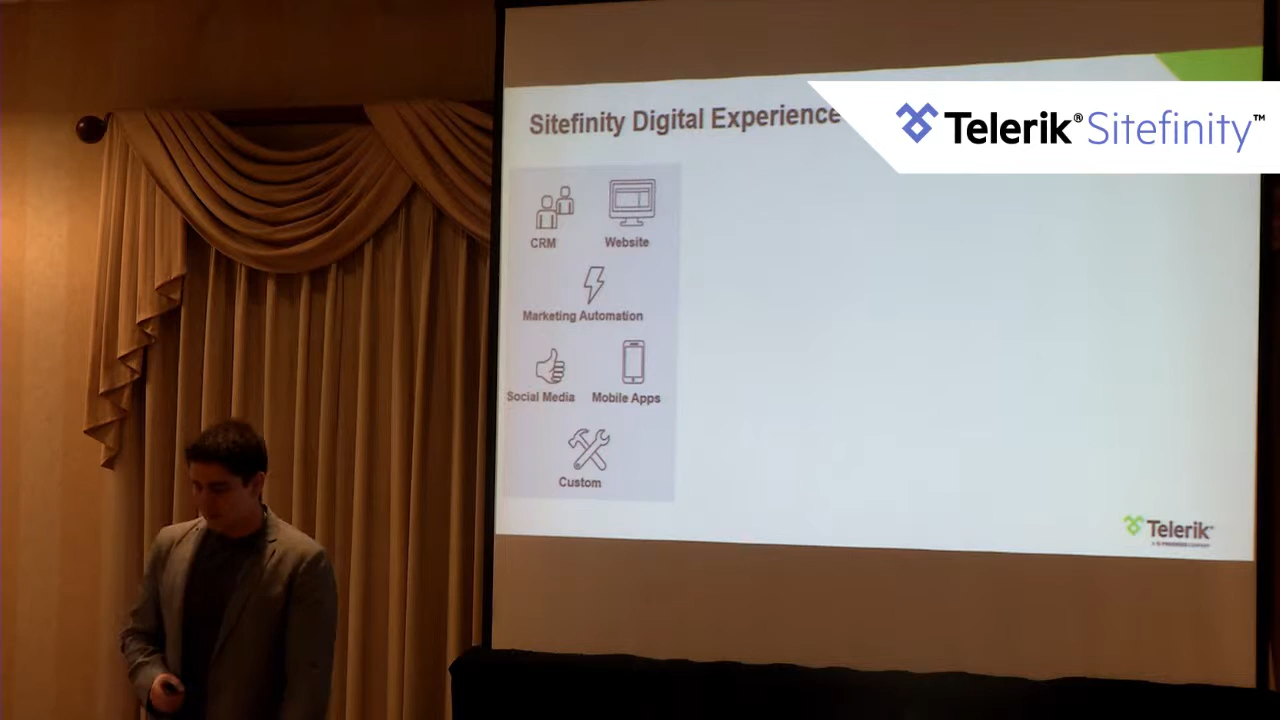 Sitefinity Digital Experience
Telerik® Sitefinity™
CRM
Website
Marketing Automation
Social Media
Mobile Apps
Custom
Telerik